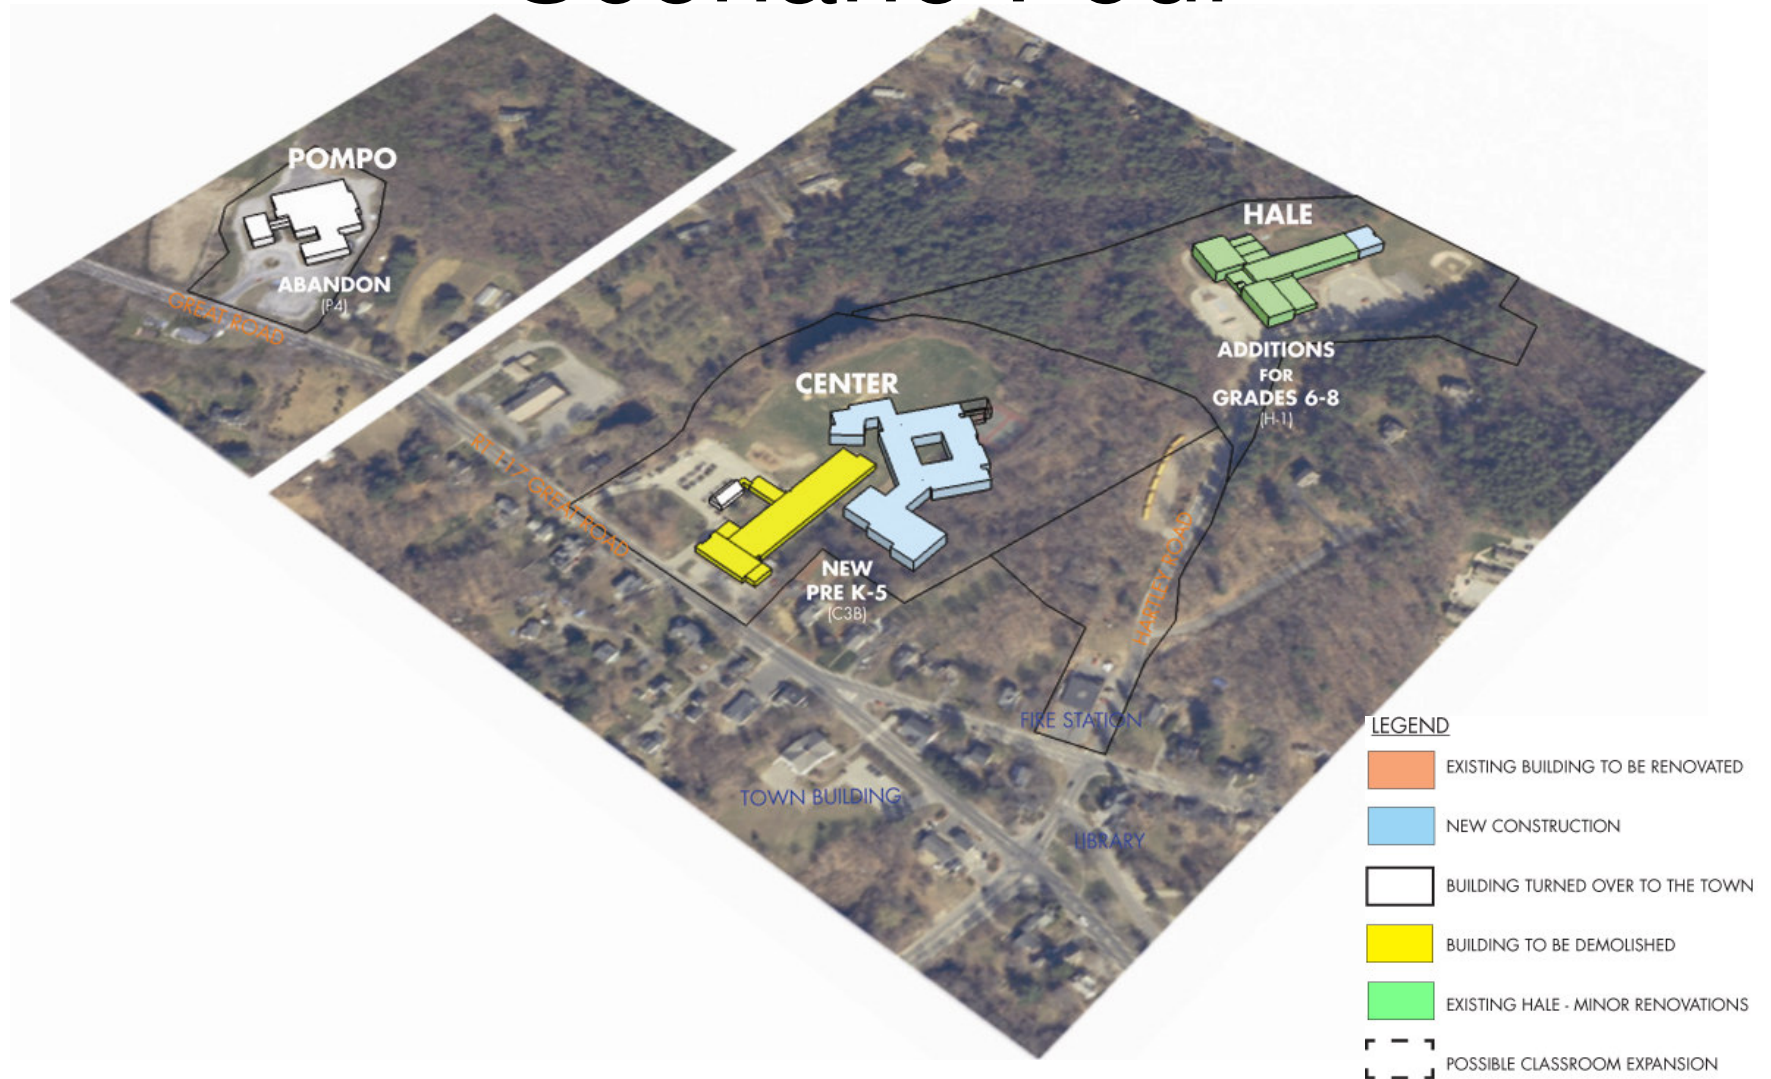 POMPO
ABANDON
(P4)
GREAT ROAD
HALE
ADDITIONS
FOR
GRADES 6-8
(H-1)
CENTER
RT 117 GREAT ROAD
NEW
PRE K-5
(C3B)
HARTLEY ROAD
FIRE STATION
TOWN BUILDING
LIBRARY
LEGEND
EXISTING BUILDING TO BE RENOVATED
NEW CONSTRUCTION
BUILDING TURNED OVER TO THE TOWN
BUILDING TO BE DEMOLISHED
EXISTING HALE - MINOR RENOVATIONS
POSSIBLE CLASSROOM EXPANSION